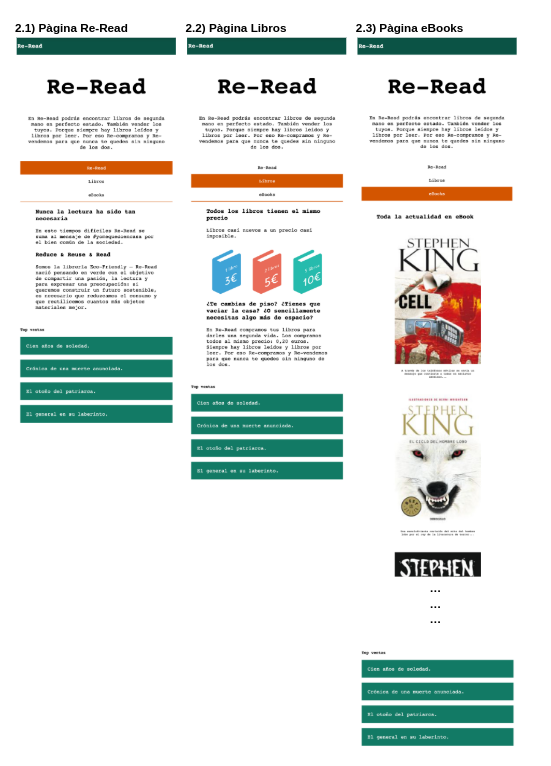 2.1) Pàgina Re-Read
Re-Read
Re-Read
En Re-Read podrás encontrar libros de segunda
mano en perfecto estado. También vender los
tuyos. Porque siempre hay libros leídos y
libros por leer. Por eso Re-compramos y Re-
vendemos para que nunca te quedes sin ninguno
de los dos.
Re-Read
Libros
eBooks
Nunca la lectura ha sido tan
necesaria
En esto tiempos difíciles Re-Read se
suma al mensaje de #yomequedoencasa por
el bien común de la sociedad.
Reduce & Reuse & Read
Somos la librería Eco-Friendly - Re-Read
nació pensando en verde con el objetivo
de compartir una pasión, la lectura y
para expresar una preocupación: si
queremos construir un futuro sostenible,
es necesario que reduzcamos el consumo y
que reutilicemos cuantos más objetos
materiales mejor.
Top ventas
Cien años de soledad.
Crónica de una muerte anunciada.
El otoño del patriarca.
El general en su laberinto.
2.2) Pàgina Libros
Re-Read
Re-Read
En Re-Read podrás encontrar libros de segunda
mano en perfecto estado. También vender los
tuyos. Porque siempre hay libros leídos y
libros por leer. Por eso Re-compramos y Re-
vendemos para que nunca te quedes sin ninguno
de los dos.
Re-Read
Libros
eBooks
Todos los libros tienen el mismo
precio
Libros casi nuevos a un precio casi
imposible.
1 libro
3€
2 libros
5€
5 libros
10€
¿Te cambias de piso? ¿Tienes que
vaciar la casa? ¿O sencillamente
necesitas algo más de espacio?
En Re-Read compramos tus libros para
darles una segunda vida. Los compramos
todos al mismo precio: 0,20 euros.
Siempre hay libros leídos y libros por
leer. Por eso Re-compramos y Re-vendemos
para que nunca te quedes sin ninguno de
los dos.
Top ventas
Cien años de soledad.
Crónica de una muerte anunciada.
El otoño del patriarca.
El general en su laberinto.
2.3) Pàgina eBooks
Re-Read
Re-Read
En Re-Read podrás encontrar libros de segunda
mano en perfecto estado. También vender los
tuyos. Porque siempre hay libros leídos y
libros por leer. Por eso Re-compramos y Re-
vendemos para que nunca te quedes sin ninguno
de los dos.
Re-Read
Libros
eBooks
Toda la actualidad en eBook
STEPHEN
KING
CELL
STEPHEN
KING
EL CICLO DEL HOMBRE LOBO
STEPHEN
...
...
...
Top ventas
Cien años de soledad.
Crónica de una muerte anunciada.
El otoño del patriarca.
El general en su laberinto.